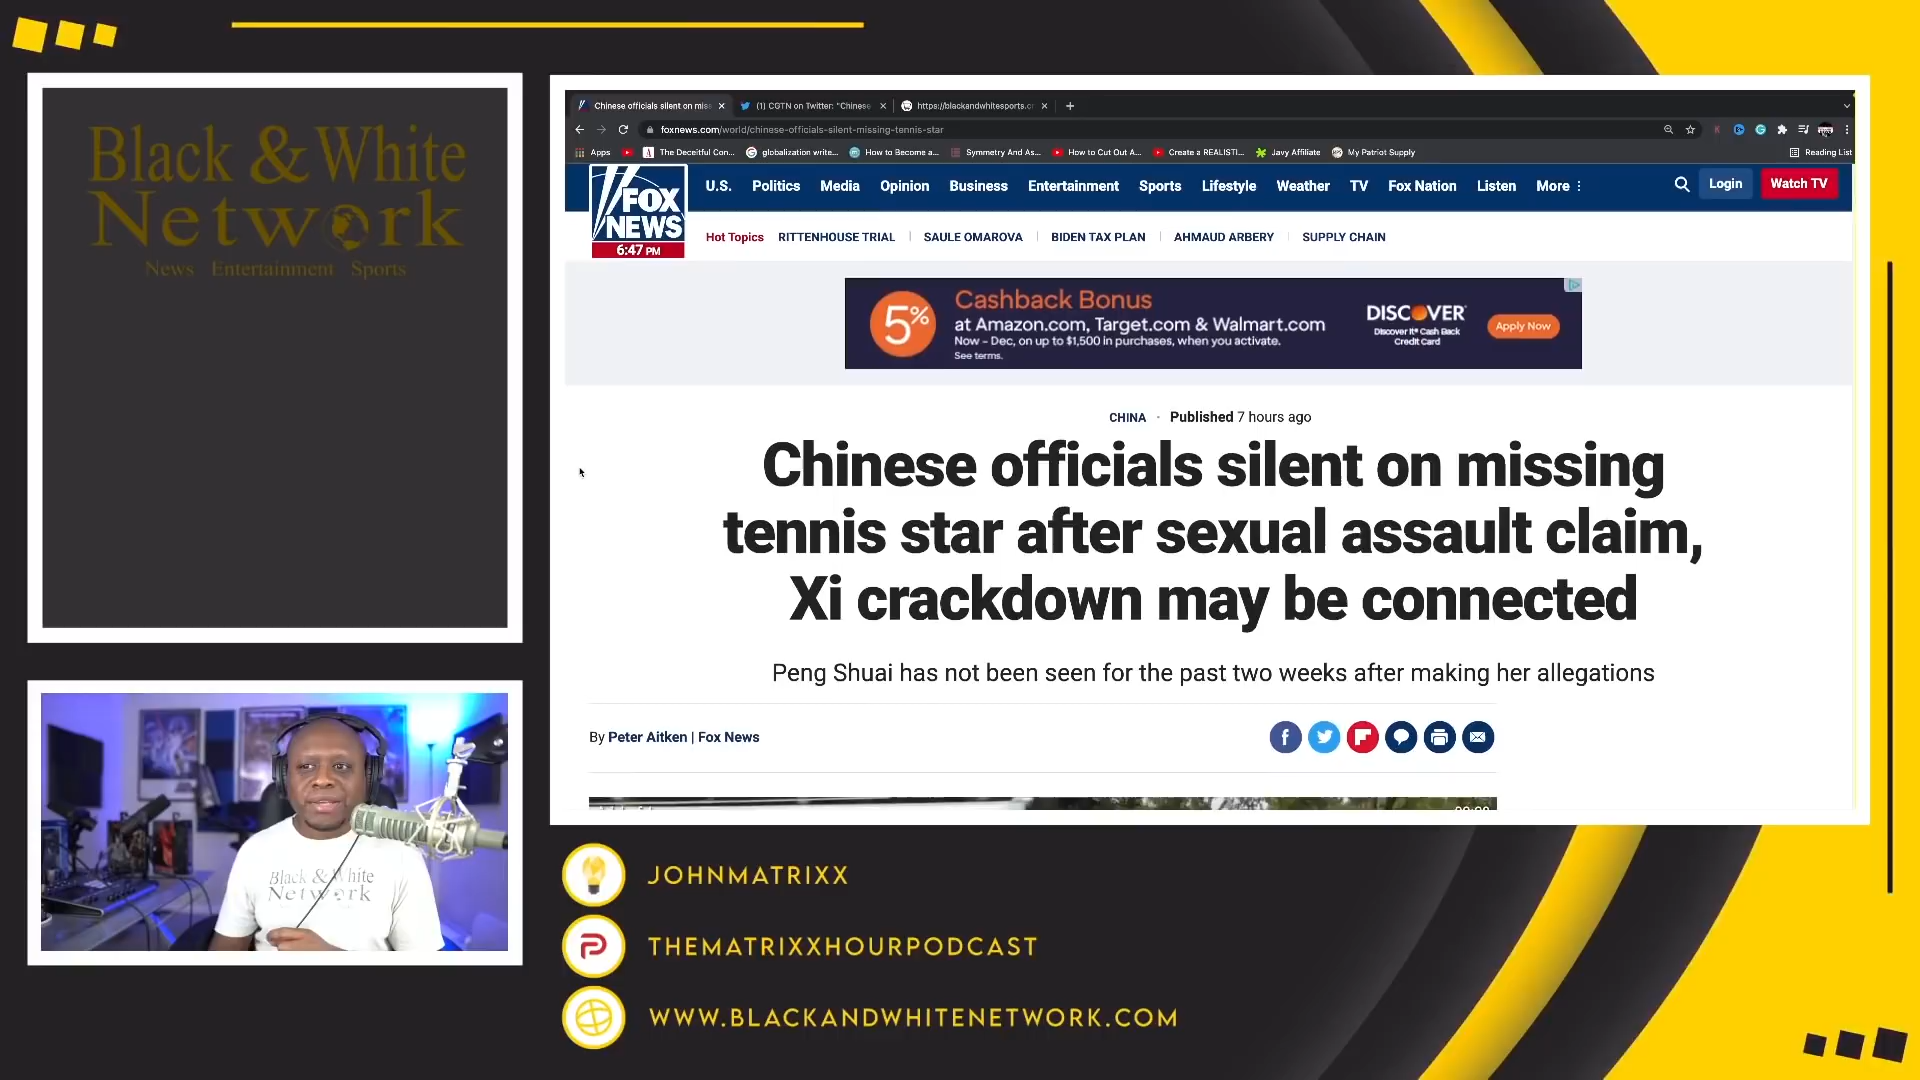 Black & White
Network
News Entertainment Sports
Chinese officials silent on miss
(1) CGTN on Twitter: "Chinese
https://blackandwhitesports.c
foxnews.com/world/chinese-officials-silent-missing-tennis-star
Apps
The Deceitful Con...
globalization write...
How to Become a...
Symmetry And As...
How to Cut Out A...
Create a REALISTI...
Javy Affiliate
My Patriot Supply
Reading List
FOX
NEWS
6:47 PM
U.S. Politics Media Opinion Business Entertainment Sports Lifestyle Weather TV Fox Nation Listen More
Login
Watch TV
Hot Topics RITTENHOUSE TRIAL SAULE OMAROVA BIDEN TAX PLAN AHMAUD ARBERY SUPPLY CHAIN
5%
Cashback Bonus
at Amazon.com, Target.com & Walmart.com
Now – Dec, on up to $1,500 in purchases, when you activate.
See terms.
DISCOVER
Discover it® Cash Back
Credit Card
Apply Now
CHINA · Published 7 hours ago
Chinese officials silent on missing
tennis star after sexual assault claim,
Xi crackdown may be connected
Peng Shuai has not been seen for the past two weeks after making her allegations
By Peter Aitken | Fox News
Black & White
Network
JOHNMATRIXX
THEMATRIXXHOURPODCAST
WWW.BLACKANDWHITENETWORK.COM